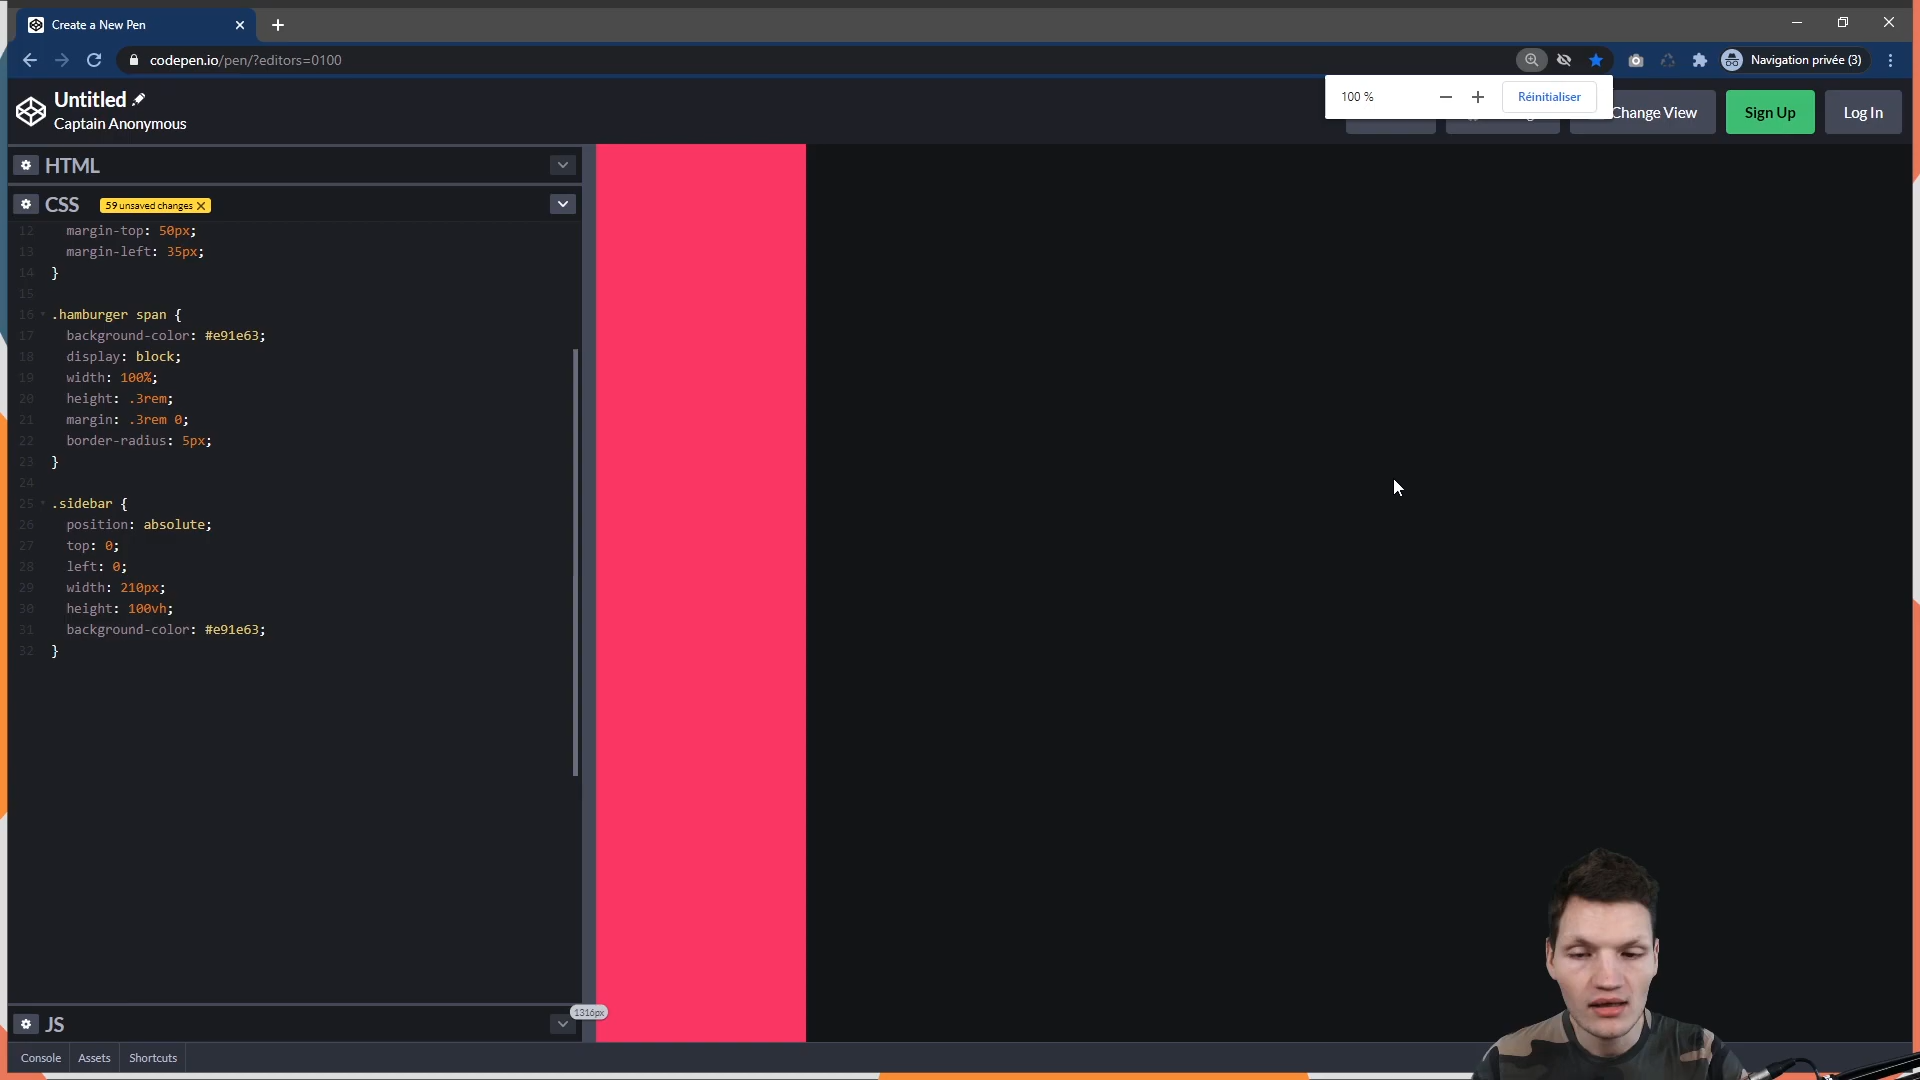 Create a New Pen
codepen.io/pen/?editors=0100
Navigation privée (3)
100 %
Réinitialiser
Untitled
Captain Anonymous
Change View
Sign Up
Log In
HTML
CSS
59 unsaved changes
12 margin-top: 50px;
13 margin-left: 35px;
14 }
15
16 .hamburger span {
17 background-color: #e91e63;
18 display: block;
19 width: 100%;
20 height: .3rem;
21 margin: .3rem 0;
22 border-radius: 5px;
23 }
24
25 .sidebar {
26 position: absolute;
27 top: 0;
28 left: 0;
29 width: 210px;
30 height: 100vh;
31 background-color: #e91e63;
32 }
1316px
JS
Console
Assets
Shortcuts